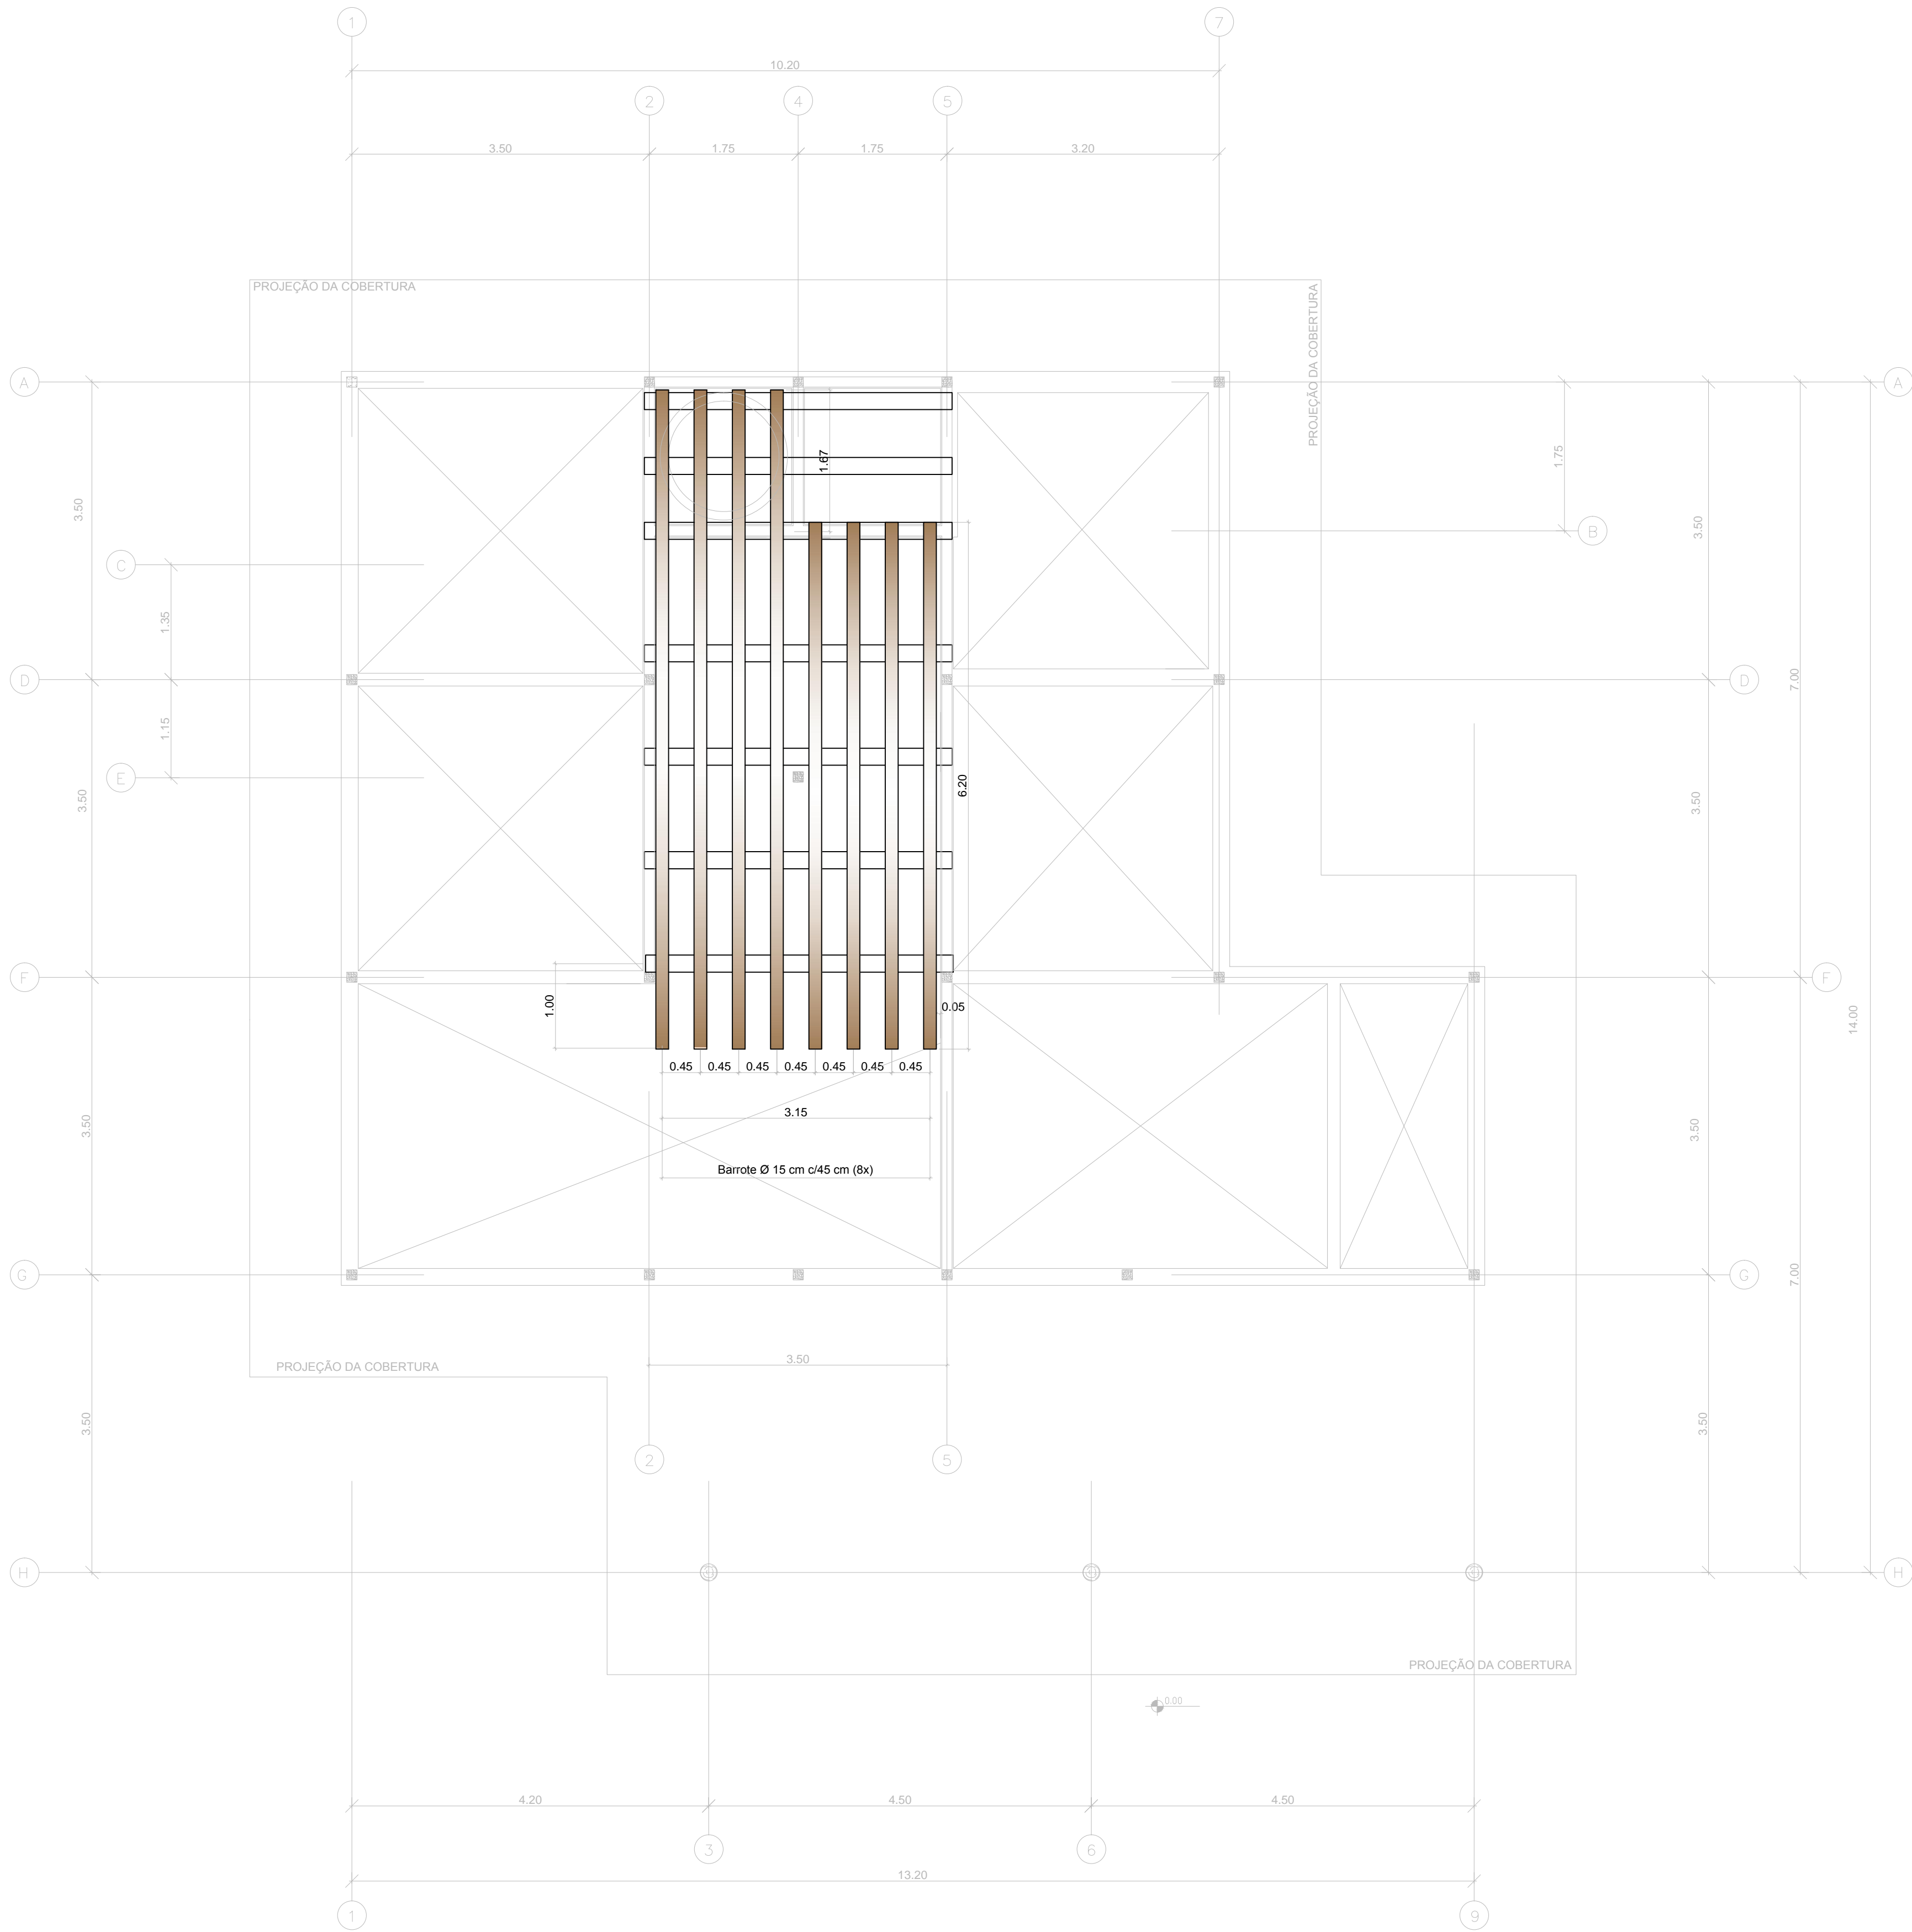 1 7
10.20
2 4 5
3.50 1.75 1.75 3.20
PROJEÇÃO DA COBERTURA
PROJEÇÃO DA COBERTURA
A A
1.67
1.75
B
3.50
3.50
C
1.35
D D
7.00
1.15
E
3.50
6.20
3.50
F F
1.00
0.05
14.00
0.45 0.45 0.45 0.45 0.45 0.45 0.45
3.15
3.50
3.50
Barrote Ø 15 cm c/45 cm (8x)
G G
7.00
3.50
PROJEÇÃO DA COBERTURA
3.50
3.50
2 5
H H
PROJEÇÃO DA COBERTURA
0.00
4.20 4.50 4.50
3 6
13.20
1 9